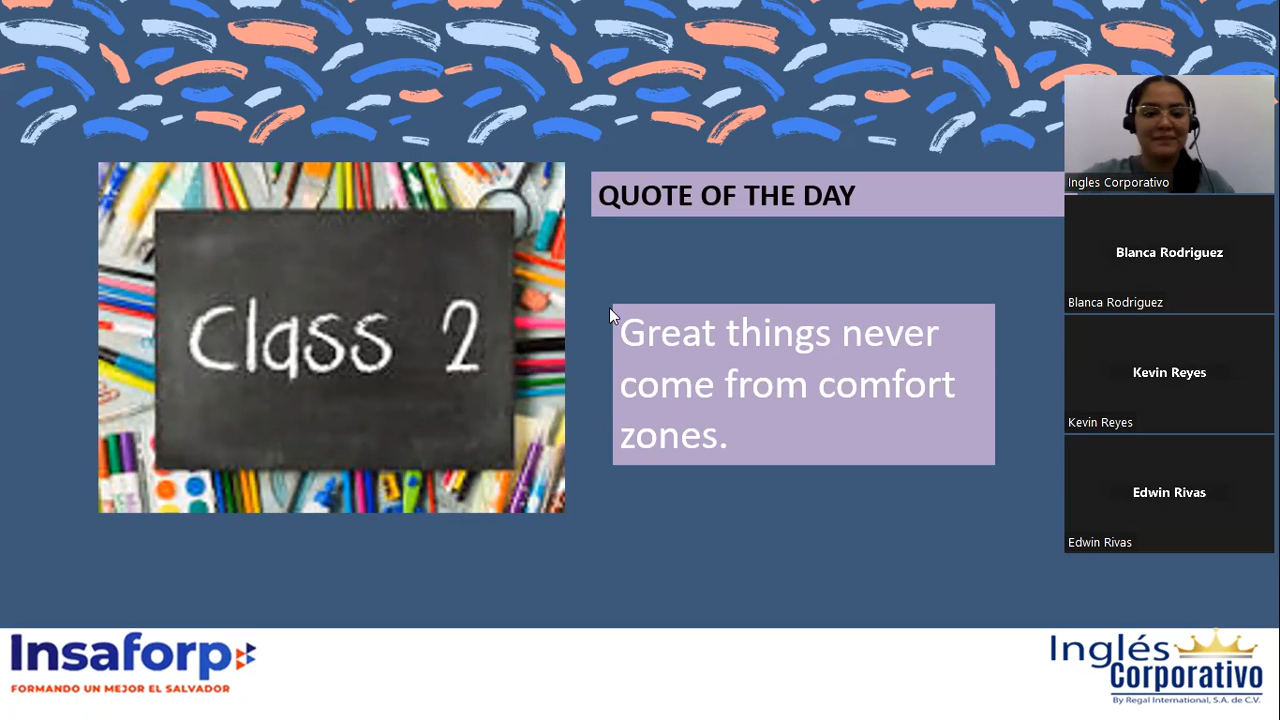 Class 2
QUOTE OF THE DAY
Great things never
come from comfort
zones.
Ingles Corporativo
Blanca Rodriguez
Blanca Rodriguez
Kevin Reyes
Kevin Reyes
Edwin Rivas
Edwin Rivas
Insaforp
FORMANDO UN MEJOR EL SALVADOR
Inglés
Corporativo
By Regal International, S.A. de C.V.